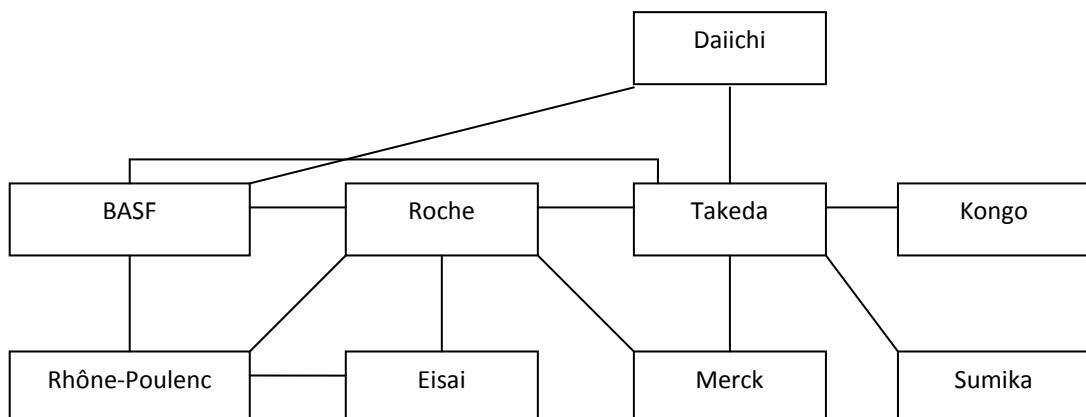 Daiichi
BASF
Roche
Takeda
Kongo
Rhône-Poulenc
Eisai
Merck
Sumika